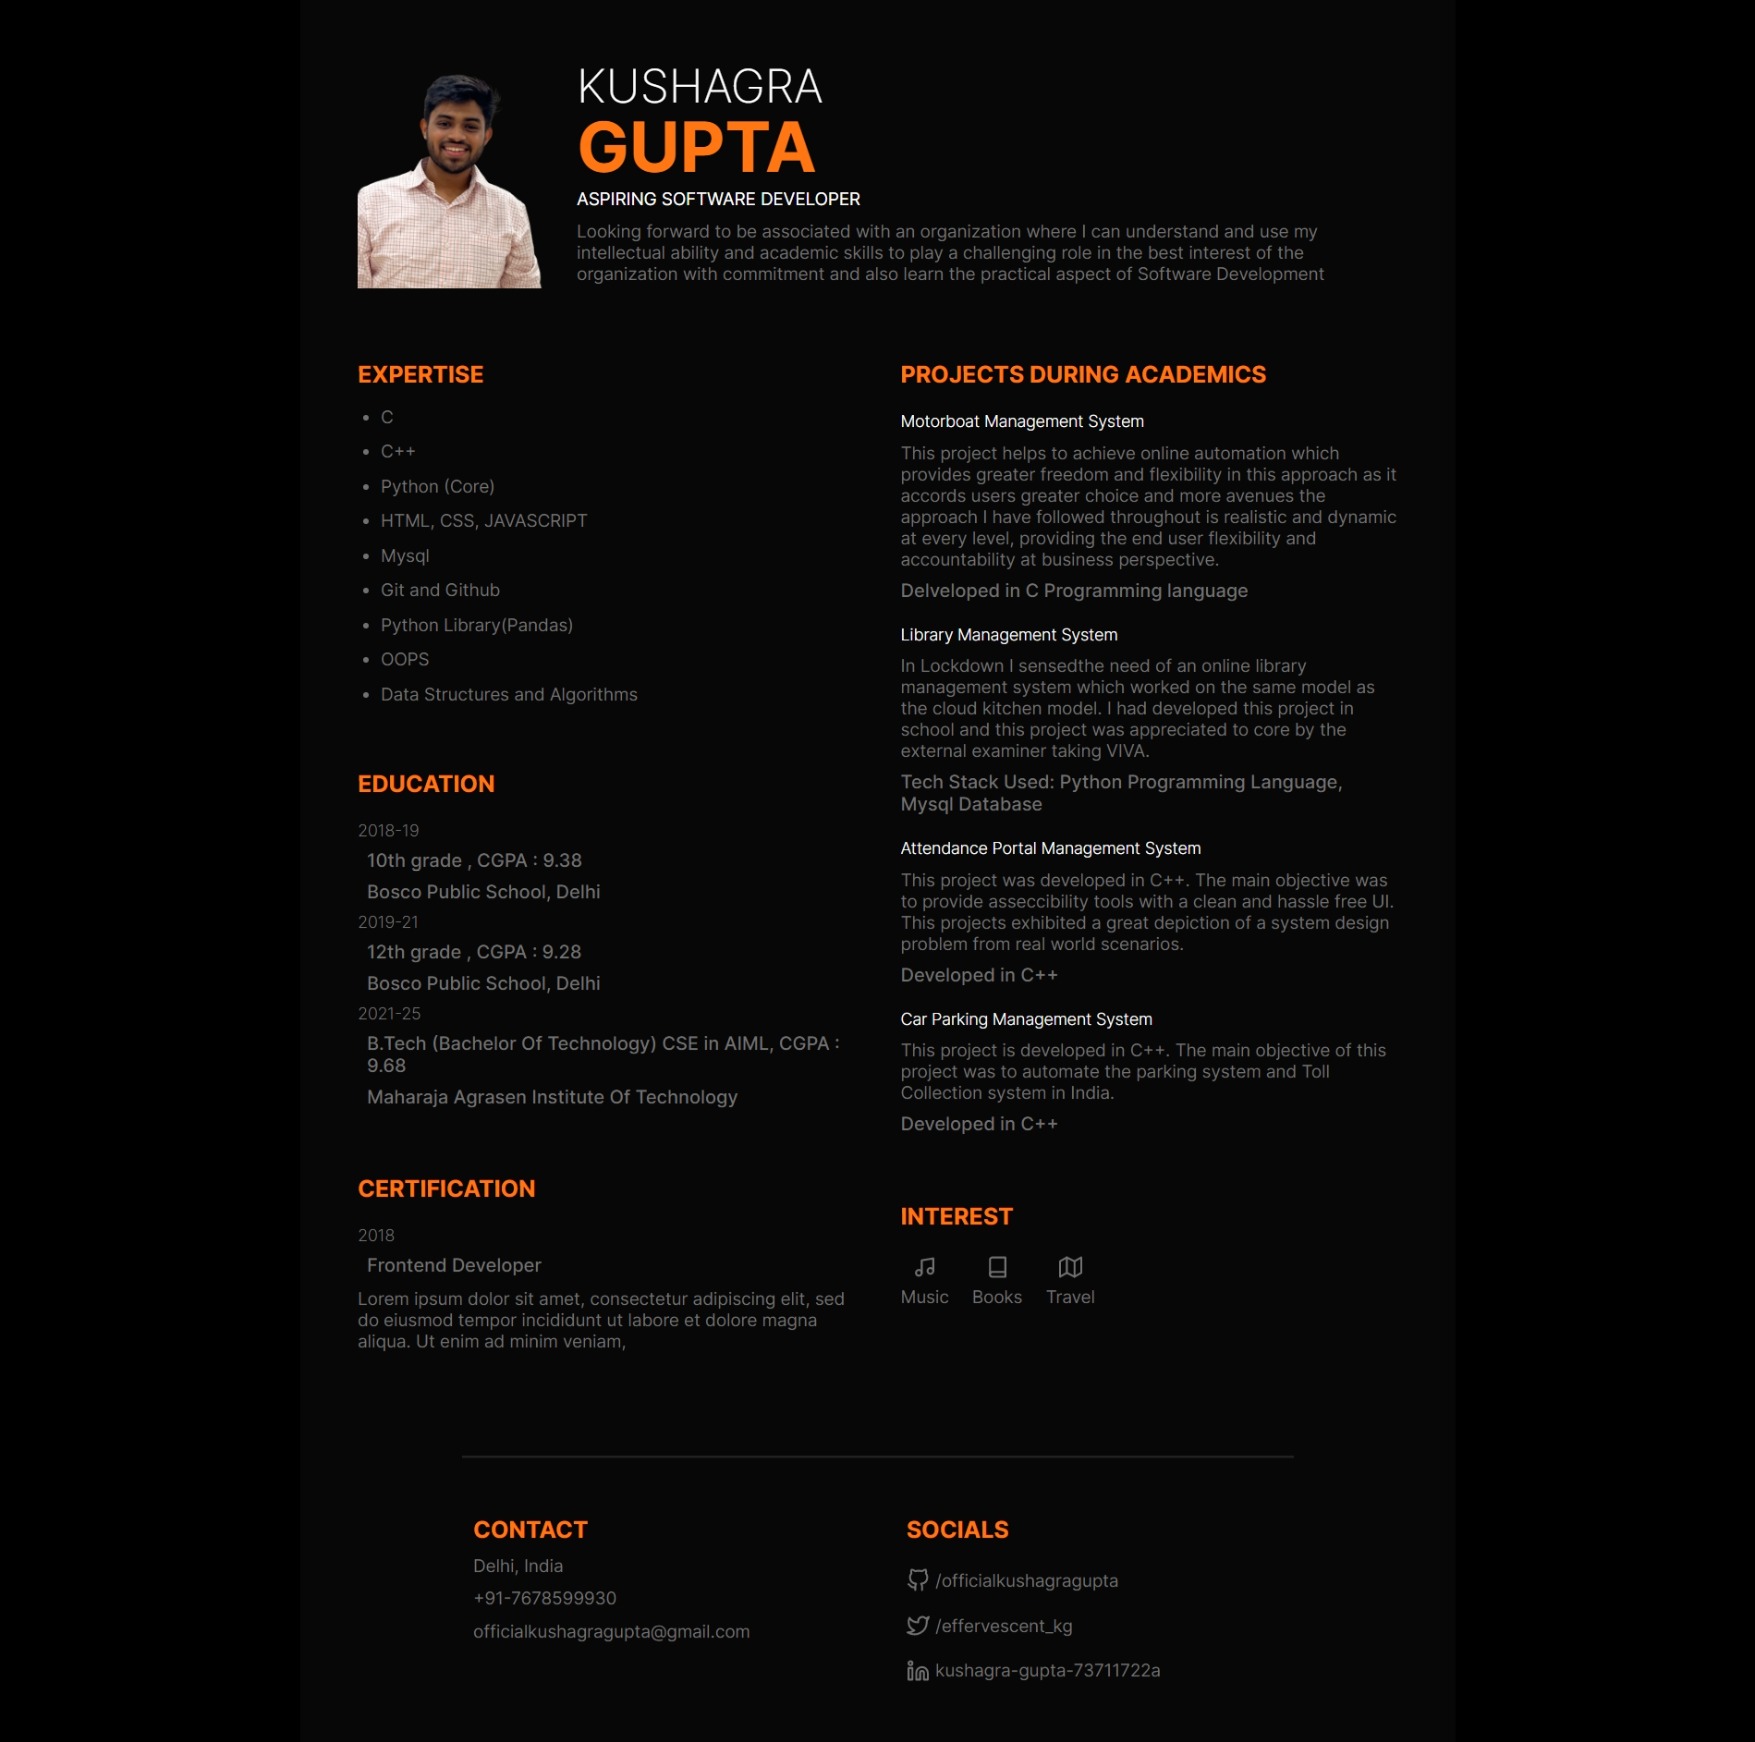 KUSHAGRA
GUPTA
ASPIRING SOFTWARE DEVELOPER
Looking forward to be associated with an organization where I can understand and use my
intellectual ability and academic skills to play a challenging role in the best interest of the
organization with commitment and also learn the practical aspect of Software Development
EXPERTISE
• C
• C++
• Python (Core)
• HTML, CSS, JAVASCRIPT
• Mysql
• Git and Github
• Python Library(Pandas)
• OOPS
• Data Structures and Algorithms
EDUCATION
2018-19
10th grade , CGPA : 9.38
Bosco Public School, Delhi
2019-21
12th grade , CGPA : 9.28
Bosco Public School, Delhi
2021-25
B.Tech (Bachelor Of Technology) CSE in AIML, CGPA :
9.68
Maharaja Agrasen Institute Of Technology
CERTIFICATION
2018
Frontend Developer
Lorem ipsum dolor sit amet, consectetur adipiscing elit, sed
do eiusmod tempor incididunt ut labore et dolore magna
aliqua. Ut enim ad minim veniam,
PROJECTS DURING ACADEMICS
Motorboat Management System
This project helps to achieve online automation which
provides greater freedom and flexibility in this approach as it
accords users greater choice and more avenues the
approach I have followed throughout is realistic and dynamic
at every level, providing the end user flexibility and
accountability at business perspective.
Delveloped in C Programming language
Library Management System
In Lockdown I sensedthe need of an online library
management system which worked on the same model as
the cloud kitchen model. I had developed this project in
school and this project was appreciated to core by the
external examiner taking VIVA.
Tech Stack Used: Python Programming Language,
Mysql Database
Attendance Portal Management System
This project was developed in C++. The main objective was
to provide asseccibility tools with a clean and hassle free UI.
This projects exhibited a great depiction of a system design
problem from real world scenarios.
Developed in C++
Car Parking Management System
This project is developed in C++. The main objective of this
project was to automate the parking system and Toll
Collection system in India.
Developed in C++
INTEREST
Music Books Travel
CONTACT
Delhi, India
+91-7678599930
officialkushagragupta@gmail.com
SOCIALS
/officialkushagragupta
/effervescent_kg
kushagra-gupta-73711722a